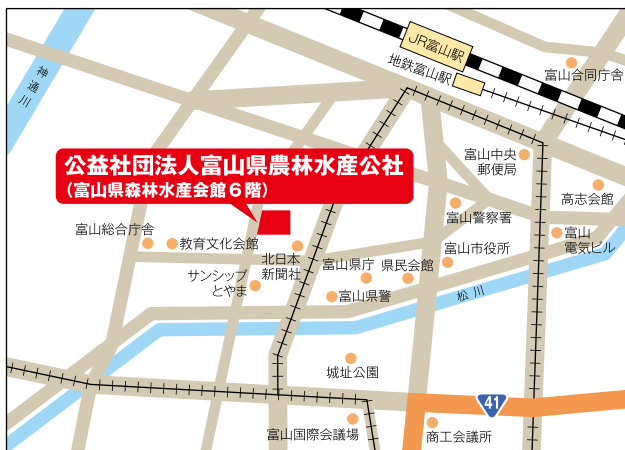 JR富山駅
地鉄富山駅
富山合同庁舎
神通川
公益社団法人富山県農林水産公社
(富山県森林水産会館6階)
富山中央
郵便局
高志会館
富山警察署
富山
電気ビル
富山総合庁舎
教育文化会館
北日本
新聞社
富山市役所
サンシップ
とやま
富山県庁
県民会館
富山県警
松川
城址公園
41
富山国際会議場
商工会議所